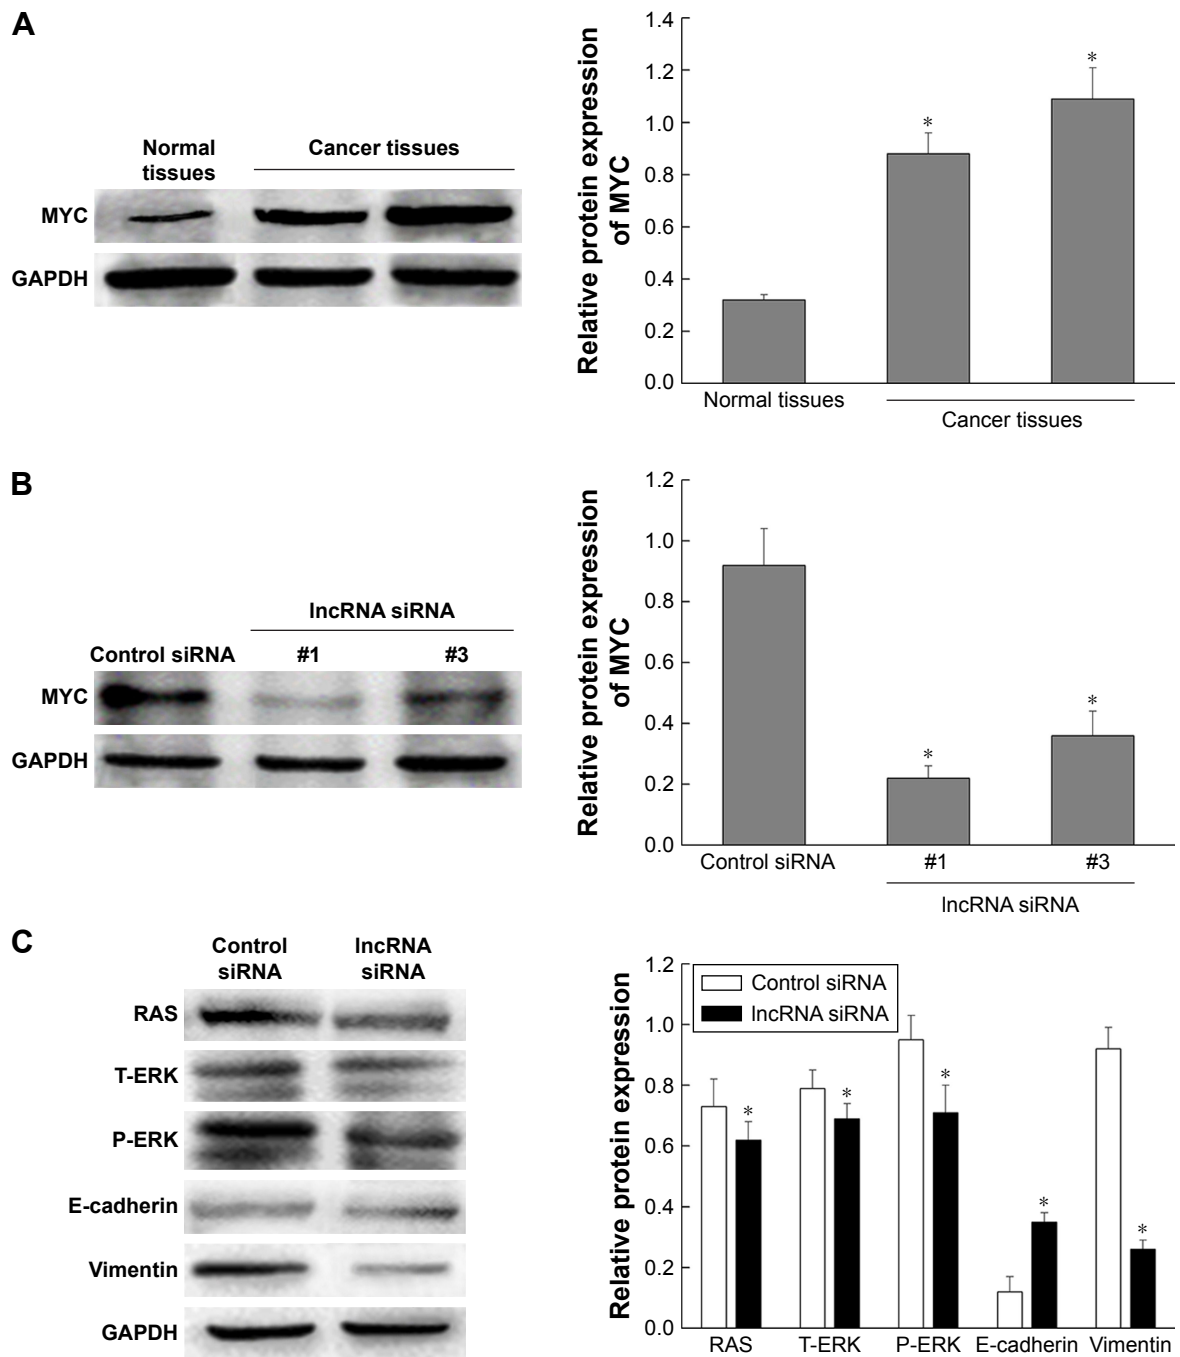 A
Normal
tissues
Cancer tissues
MYC
GAPDH
Relative protein expression
of MYC
1.4
1.2
1.0
0.8
0.6
0.4
0.2
0.0
*
*
Normal tissues
Cancer tissues
B
lncRNA siRNA
Control siRNA
#1
#3
MYC
GAPDH
Relative protein expression
of MYC
1.2
1.0
0.8
0.6
0.4
0.2
0.0
*
*
Control siRNA
#1
#3
lncRNA siRNA
C
Control
siRNA
lncRNA
siRNA
RAS
T-ERK
P-ERK
E-cadherin
Vimentin
GAPDH
Relative protein expression
1.2
1.0
0.8
0.6
0.4
0.2
0.0
Control siRNA
lncRNA siRNA
*
*
*
*
*
RAS
T-ERK
P-ERK
E-cadherin
Vimentin